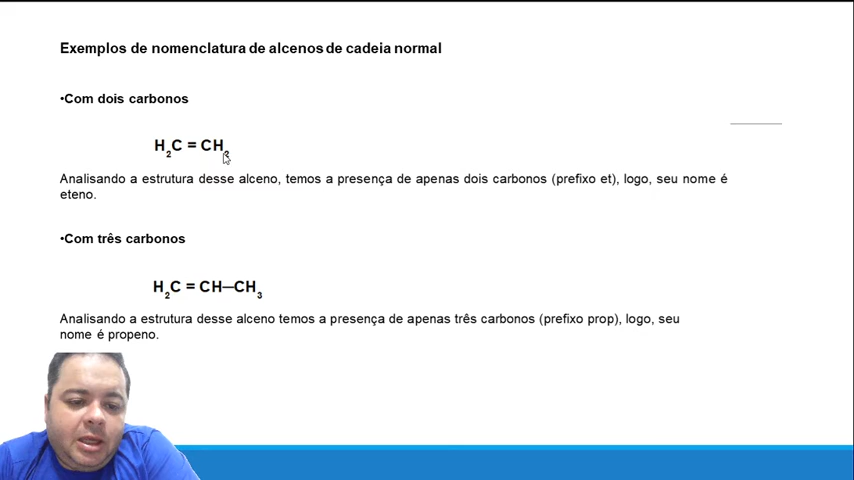 Exemplos de nomenclatura de alcenos de cadeia normal
•Com dois carbonos
H2C = CH2
Analisando a estrutura desse alceno, temos a presença de apenas dois carbonos (prefixo et), logo, seu nome é
eteno.
•Com três carbonos
H2C = CH—CH3
Analisando a estrutura desse alceno temos a presença de apenas três carbonos (prefixo prop), logo, seu
nome é propeno.